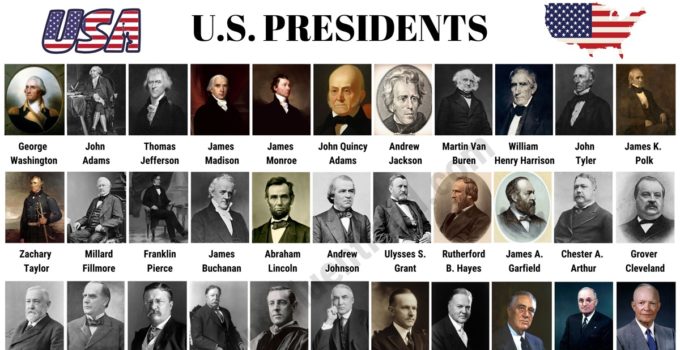 USA
U.S. PRESIDENTS
George Washington
John Adams
Thomas Jefferson
James Madison
James Monroe
John Quincy Adams
Andrew Jackson
Martin Van Buren
William Henry Harrison
John Tyler
James K. Polk
Zachary Taylor
Millard Fillmore
Franklin Pierce
James Buchanan
Abraham Lincoln
Andrew Johnson
Ulysses S. Grant
Rutherford B. Hayes
James A. Garfield
Chester A. Arthur
Grover Cleveland